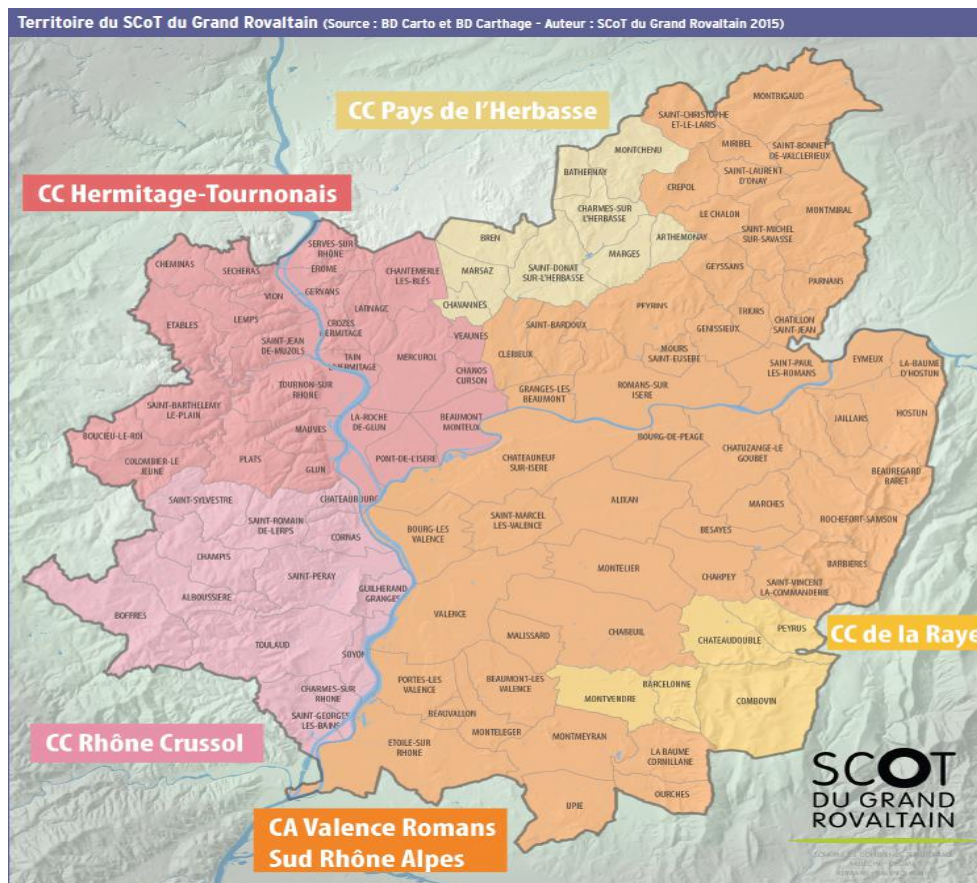 Territoire du SCoT du Grand Rovaltain (Source : BD Carto et BD Carthage - Auteur : SCoT du Grand Rovaltain 2015)
CC Pays de l'Herbasse
MONTRIGAUD
SAINT-CHRISTOPHE
ET-LE-LARIS
MONTCHENU
MIRIBEL
SAINT-BONNET
DE-VALCLERIEUX
BATHERNAY
SAINT-LAURENT
D'ONAY
CC Hermitage-Tournonais
CREPOL
CHARMES-SUR
L'HERBASSE
LE CHALON
MONTMIRAL
SAINT-MICHEL
SUR-SAVASSE
BREN
ARTHEMONAY
SERVES-SUR
RHÔNE
MARGES
CHEMINAS
SECHERAS
EROME
CHANTEMERLE
LES-BLÉS
MARSAZ
SAINT-DONAT
SUR-L'HERBASSE
GEYSSANS
PARNANS
VION
GERVANS
LARNAGE
CHAVANNES
PEYRINS
TRIORS
CHATILLON
SAINT-JEAN
ETABLES
LEMPS
CROZES
HERMITAGE
SAINT-BARDOUX
GENISSIEUX
SAINT-JEAN
DE-MUZOLS
VEAUNES
CLERIEUX
MOURS
SAINT-EUSEBE
TAIN
L'HERMITAGE
MERCUROL
CHANOS
CURSON
SAINT-PAUL
LES-ROMANS
EYMEUX
LA-BAUME
D'HOSTUN
TOURNON-SUR
RHÔNE
GRANGES-LES
BEAUMONT
ROMANS-SUR
ISERE
SAINT-BARTHELEMY
LE-PLAIN
LA-ROCHE
DE-GLUN
BEAUMONT
MONTEUX
JAILLANS
HOSTUN
BOUCIEU-LE-ROI
MAUVES
BOURG-DE-PEAGE
CHATUZANGE-LE
GOUBET
COLOMBIER-LE
JEUNE
PLATS
GLUN
PONT-DE-L'ISERE
CHATEAUNEUF
SUR-ISERE
BEAUREGARD
BARET
SAINT-SYLVESTRE
CHATEAUBOURG
ALIXAN
MARCHES
SAINT-ROMAIN
DE-LERPS
CORNAS
BOURG-LES
VALENCE
SAINT-MARCEL
LES-VALENCE
BESAYES
ROCHEFORT-SAMSON
CHAMPIS
BARBIERES
SAINT-PERAY
MONTELIER
CHARPEY
SAINT-VINCENT
LA-COMMANDERIE
ALBOUSSIERE
GUILHERAND
GRANGES
BOFFRES
VALENCE
MALISSARD
CHABEUIL
CHATEAUDOUBLE
PEYRUS
CC de la Raye
TOULAUD
SOYON
PORTES-LES
VALENCE
BEAUMONT-LES
VALENCE
BARCELONNE
MONTVENDRE
COMBOVIN
CHARMES-SUR
RHONE
SAINT-GEORGES
LES-BAINS
BEAUVALLON
MONTELEGER
MONTMEYRAN
CC Rhône Crussol
ETOILE-SUR
RHONE
LA BAUME
CORNILLANE
OURCHES
UPIE
CA Valence Romans
Sud Rhône Alpes
SCOT
DU GRAND
ROVALTAIN